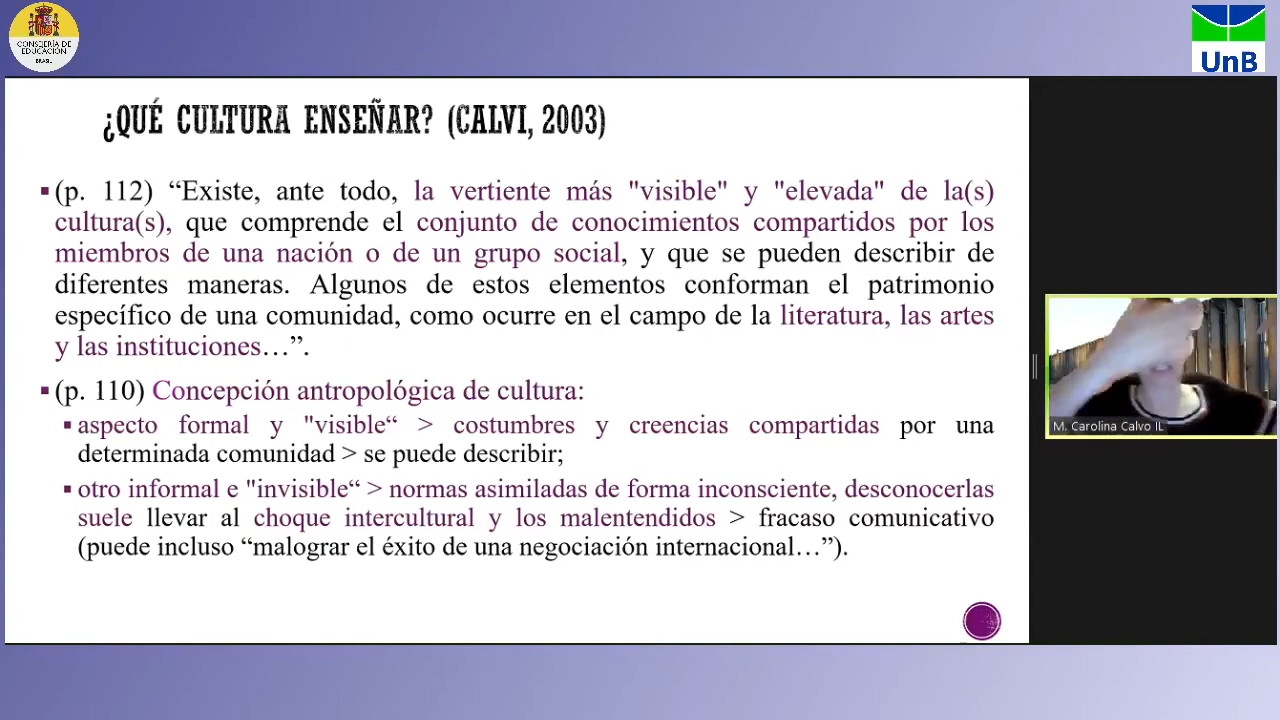 CONSEJERÍA DE
EDUCACIÓN
BRASIL
UnB
¿QUÉ CULTURA ENSEÑAR? (CALVI, 2003)
▪ (p. 112) “Existe, ante todo, la vertiente más "visible" y "elevada" de la(s)
cultura(s), que comprende el conjunto de conocimientos compartidos por los
miembros de una nación o de un grupo social, y que se pueden describir de
diferentes maneras. Algunos de estos elementos conforman el patrimonio
específico de una comunidad, como ocurre en el campo de la literatura, las artes
y las instituciones…”.
▪ (p. 110) Concepción antropológica de cultura:
▪ aspecto formal y "visible“ > costumbres y creencias compartidas por una
determinada comunidad > se puede describir;
▪ otro informal e "invisible“ > normas asimiladas de forma inconsciente, desconocerlas
suele llevar al choque intercultural y los malentendidos > fracaso comunicativo
(puede incluso “malograr el éxito de una negociación internacional…”).
M. Carolina Calvo IL